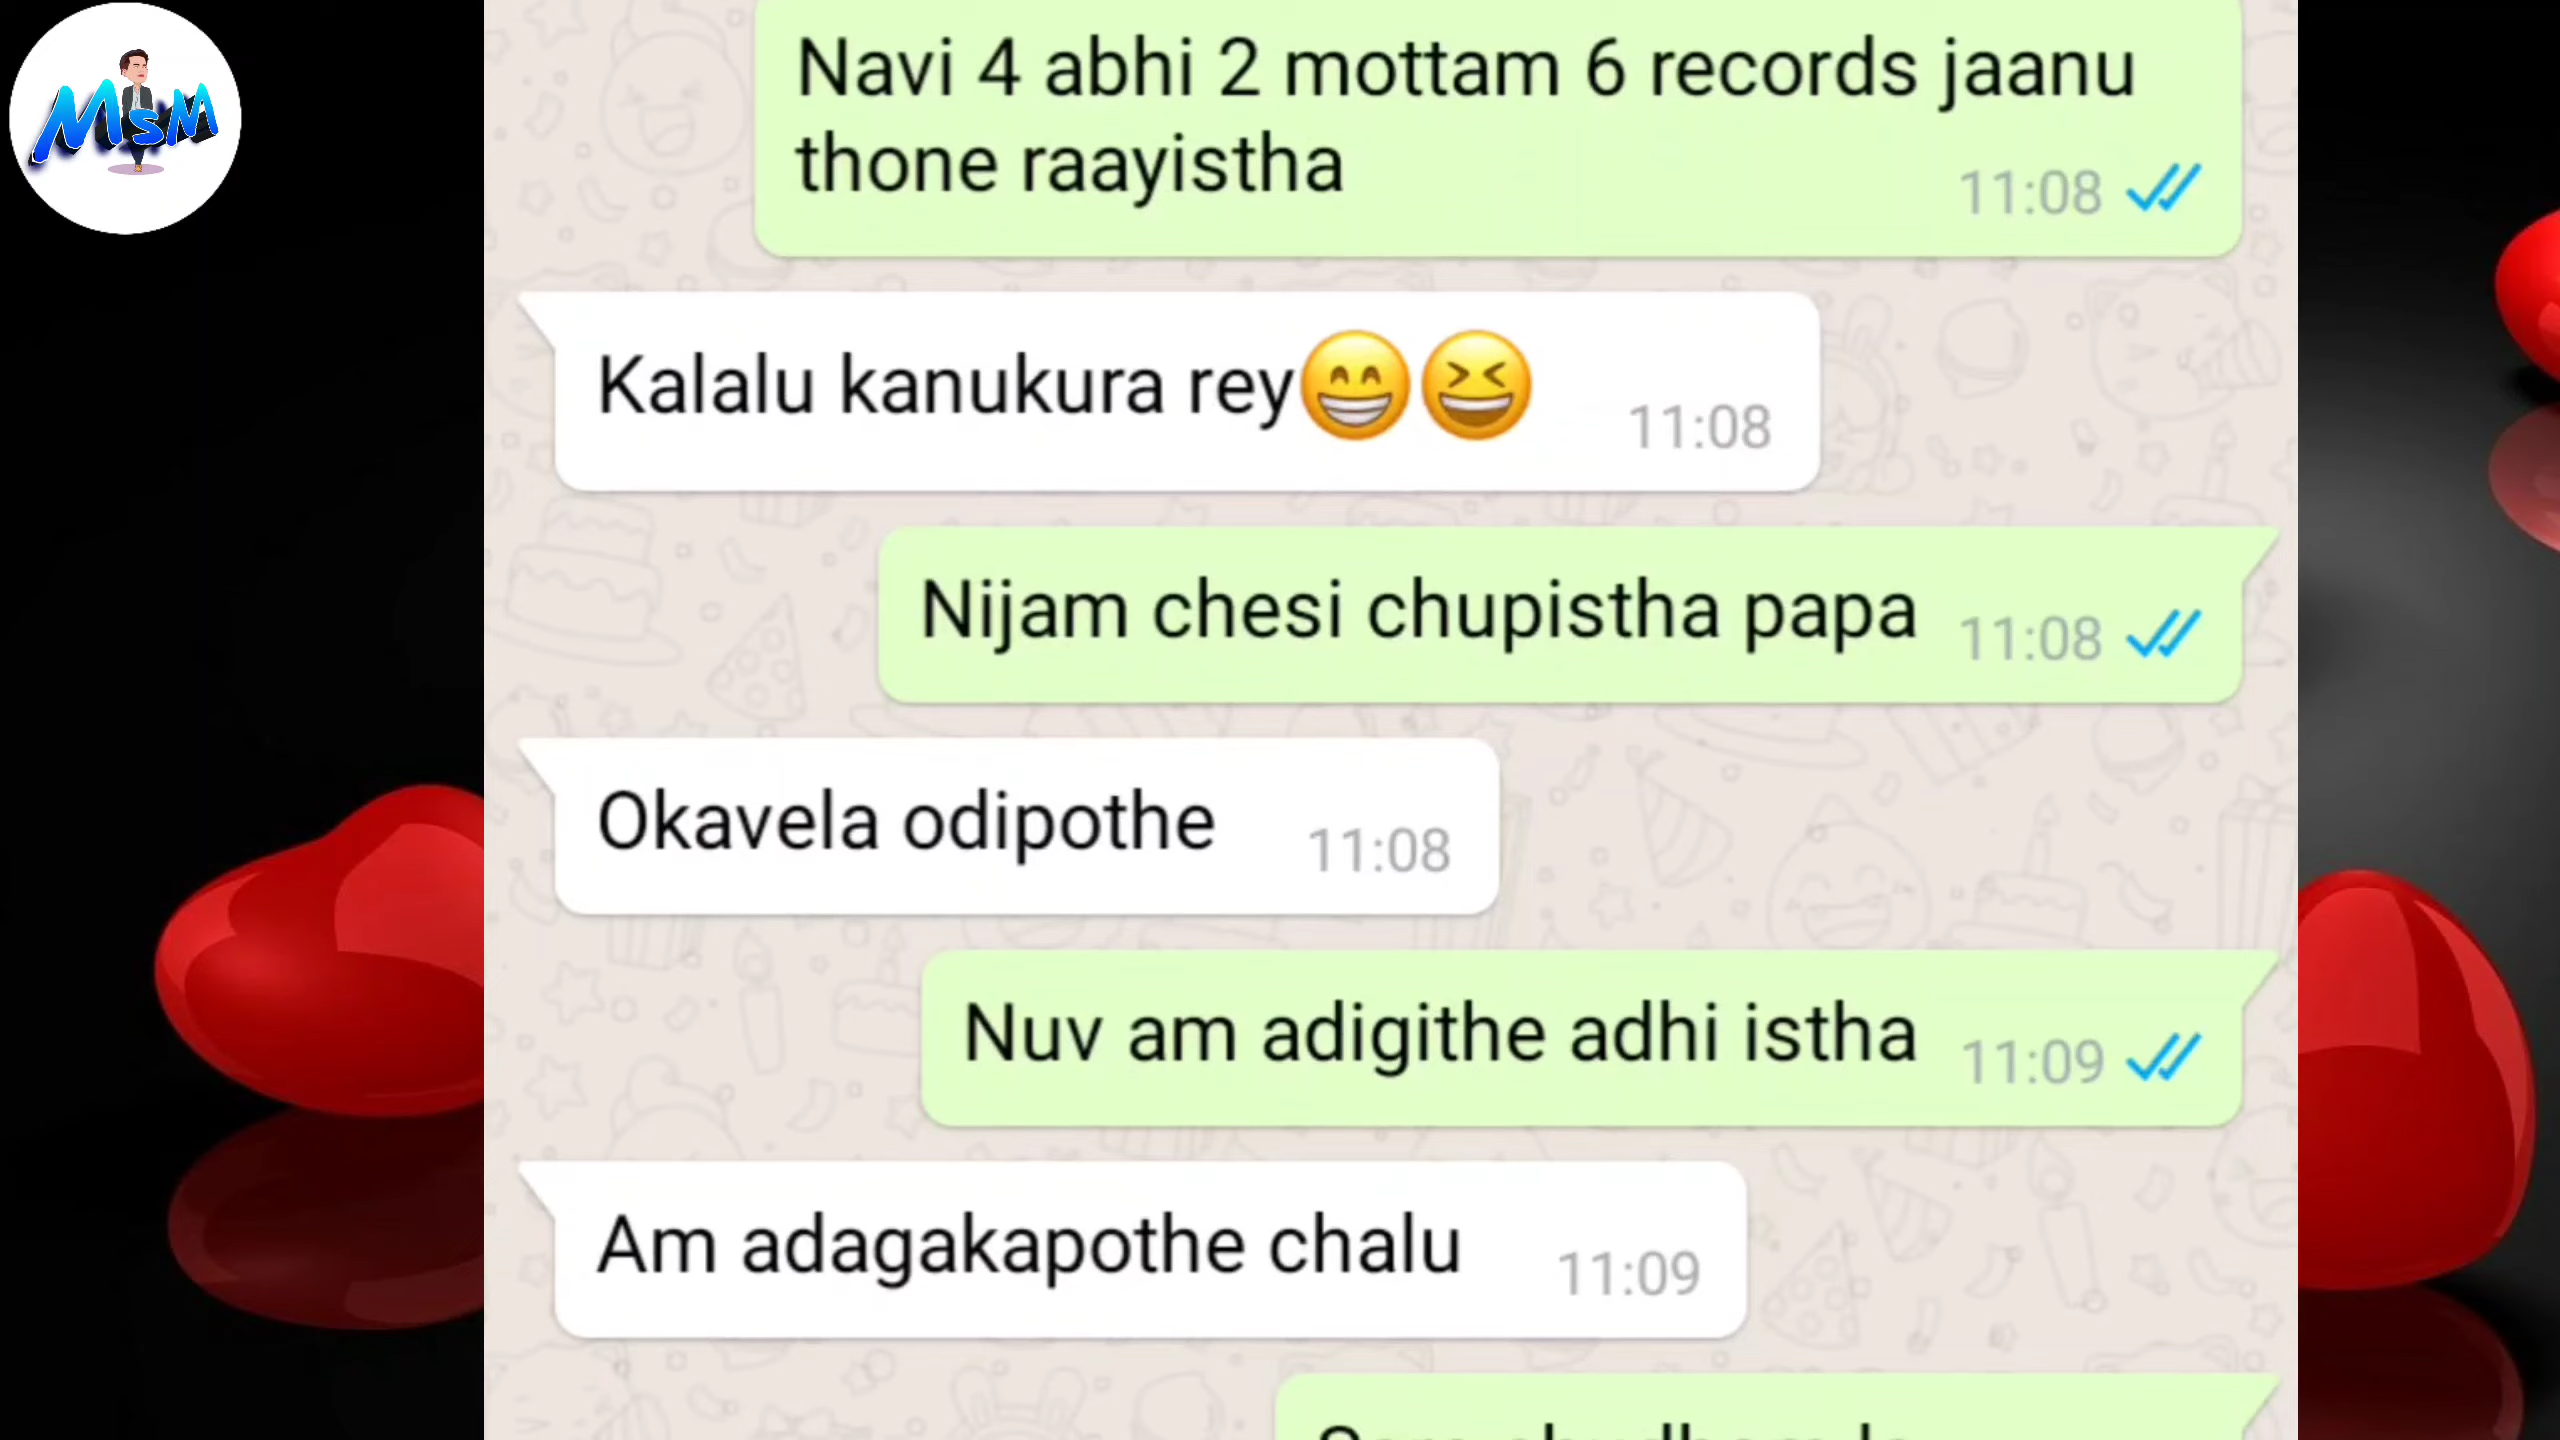 MSM
Navi 4 abhi 2 mottam 6 records jaanu
thone raayistha
11:08
Kalalu kanukura rey😁😆
11:08
Nijam chesi chupistha papa
11:08
Okavela odipothe
11:08
Nuv am adigithe adhi istha
11:09
Am adagakapothe chalu
11:09